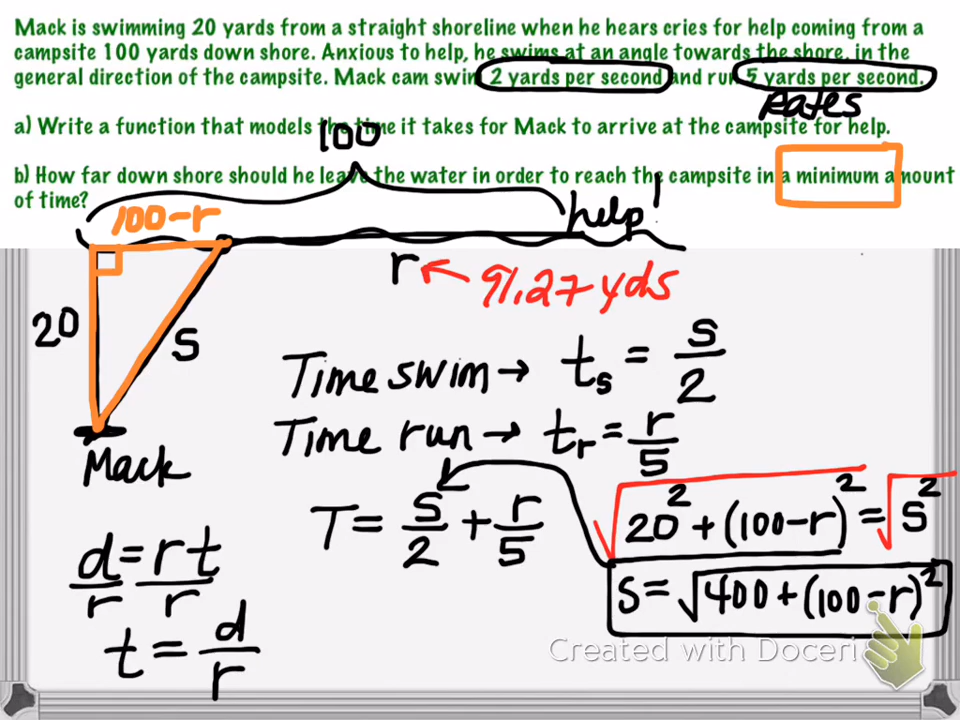 Mack is swimming 20 yards from a straight shoreline when he hears cries for help coming from a
campsite 100 yards down shore. Anxious to help, he swims at an angle towards the shore, in the
general direction of the campsite. Mack cam swim 2 yards per second and run 5 yards per second.
Rates
a) Write a function that models the time it takes for Mack to arrive at the campsite for help.
100
b) How far down shore should he leave the water in order to reach the campsite in a minimum amount
of time?
100-r
help!
r ← 91.27 yds
20
S
Time swim → t_s = s/2
Time run → t_r = r/5
Mack
T = s/2 + r/5
√20² + (100-r)² = √s²
s = √400 + (100-r)²
d/r = rt/r
t = d/r
Created with Doceri